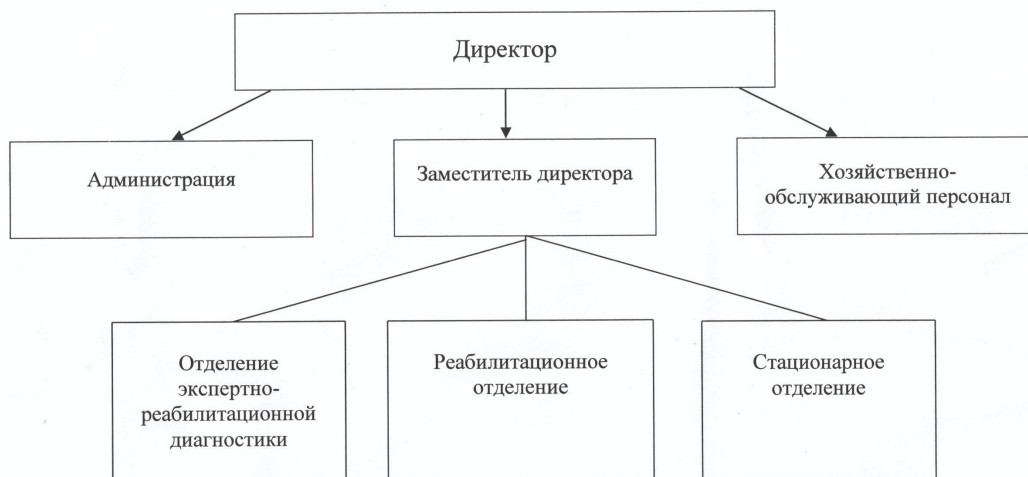 Директор
Администрация
Заместитель директора
Хозяйственно-
обслуживающий персонал
Отделение
экспертно-
реабилитационной
диагностики
Реабилитационное
отделение
Стационарное
отделение